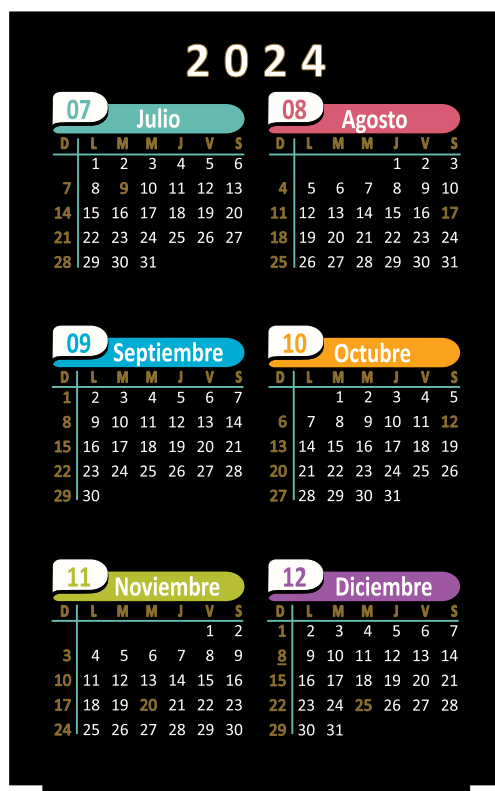 2024
07 Julio
D L M M J V S
1 2 3 4 5 6
7 8 9 10 11 12 13
14 15 16 17 18 19 20
21 22 23 24 25 26 27
28 29 30 31
08 Agosto
D L M M J V S
1 2 3
4 5 6 7 8 9 10
11 12 13 14 15 16 17
18 19 20 21 22 23 24
25 26 27 28 29 30 31
09 Septiembre
D L M M J V S
1 2 3 4 5 6 7
8 9 10 11 12 13 14
15 16 17 18 19 20 21
22 23 24 25 26 27 28
29 30
10 Octubre
D L M M J V S
1 2 3 4 5
6 7 8 9 10 11 12
13 14 15 16 17 18 19
20 21 22 23 24 25 26
27 28 29 30 31
11 Noviembre
D L M M J V S
1 2
3 4 5 6 7 8 9
10 11 12 13 14 15 16
17 18 19 20 21 22 23
24 25 26 27 28 29 30
12 Diciembre
D L M M J V S
1 2 3 4 5 6 7
8 9 10 11 12 13 14
15 16 17 18 19 20 21
22 23 24 25 26 27 28
29 30 31